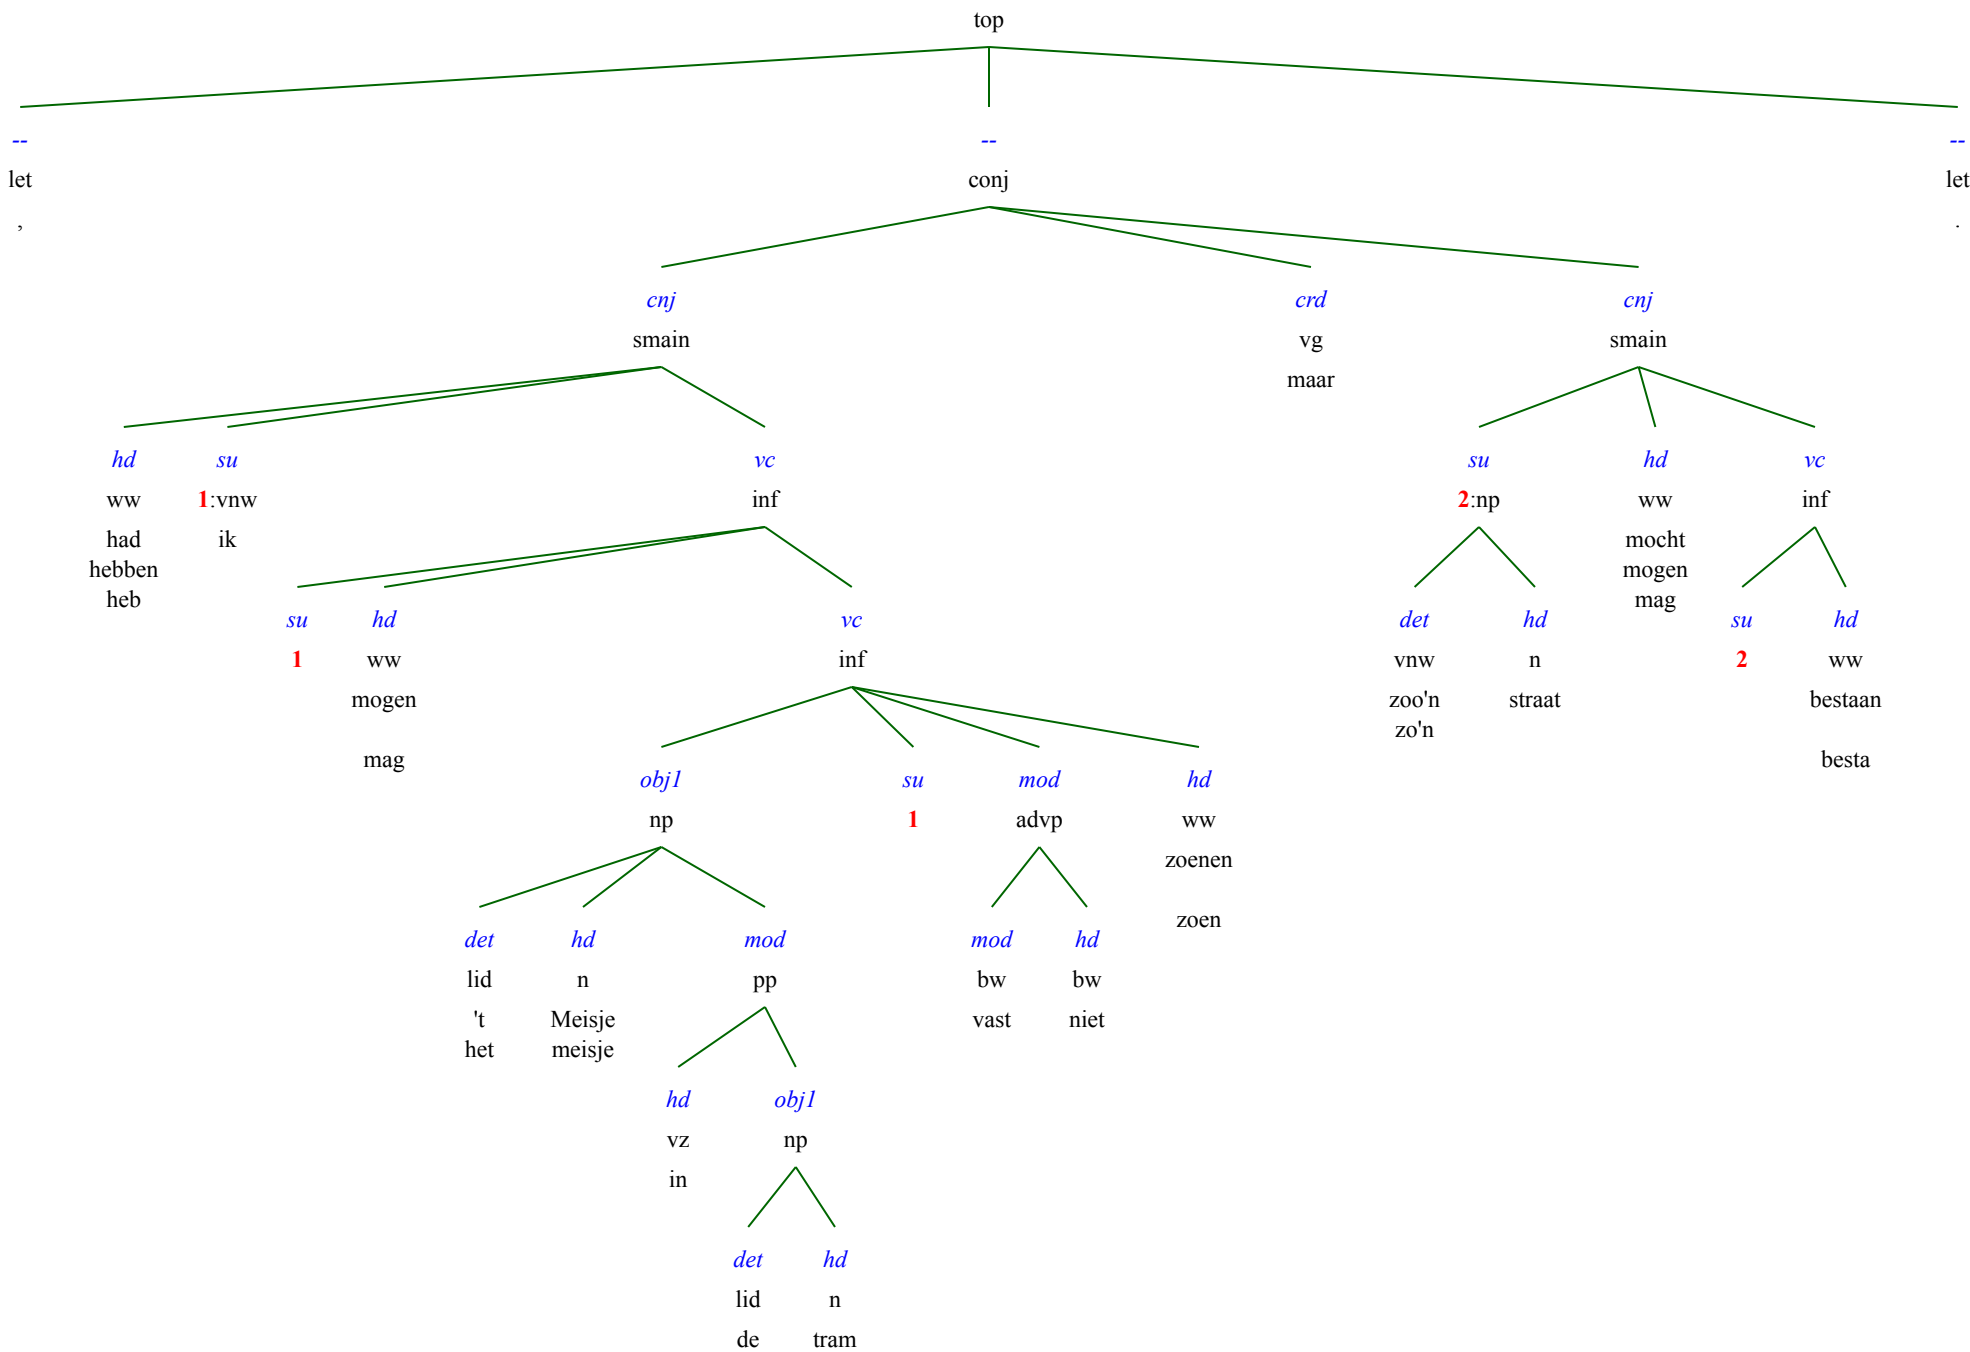 top
-- -- --
let conj let
, .
cnj crd cnj
smain vg smain
maar
hd su vc su hd vc
ww 1:vnw inf 2:np ww inf
had ik mocht
hebben mogen
heb mag
su hd vc det hd su hd
1 ww inf vnw n 2 ww
mogen zoo'n straat bestaan
zo'n
mag besta
obj1 su mod hd
np 1 advp ww
zoenen
zoen
det hd mod mod hd
lid n pp bw bw
't Meisje vast niet
het meisje
hd obj1
vz np
in
det hd
lid n
de tram